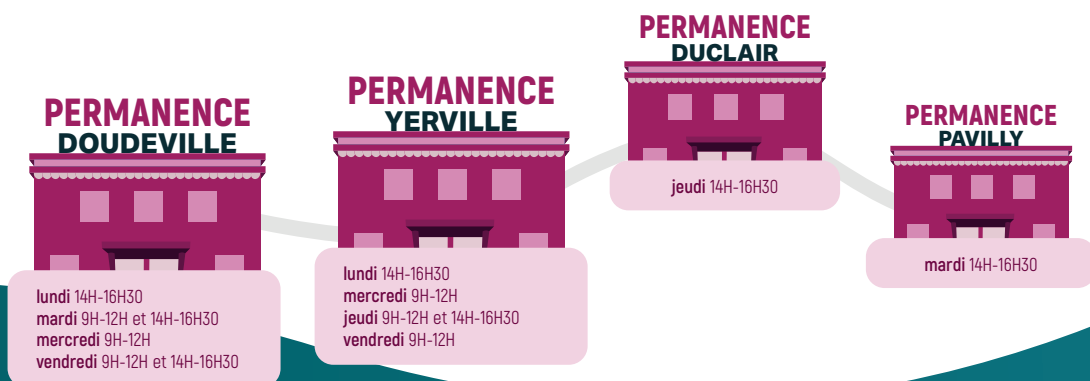 PERMANENCE
DOUDEVILLE
lundi 14H-16H30
mardi 9H-12H et 14H-16H30
mercredi 9H-12H
vendredi 9H-12H et 14H-16H30
PERMANENCE
YERVILLE
lundi 14H-16H30
mercredi 9H-12H
jeudi 9H-12H et 14H-16H30
vendredi 9H-12H
PERMANENCE
DUCLAIR
jeudi 14H-16H30
PERMANENCE
PAVILLY
mardi 14H-16H30